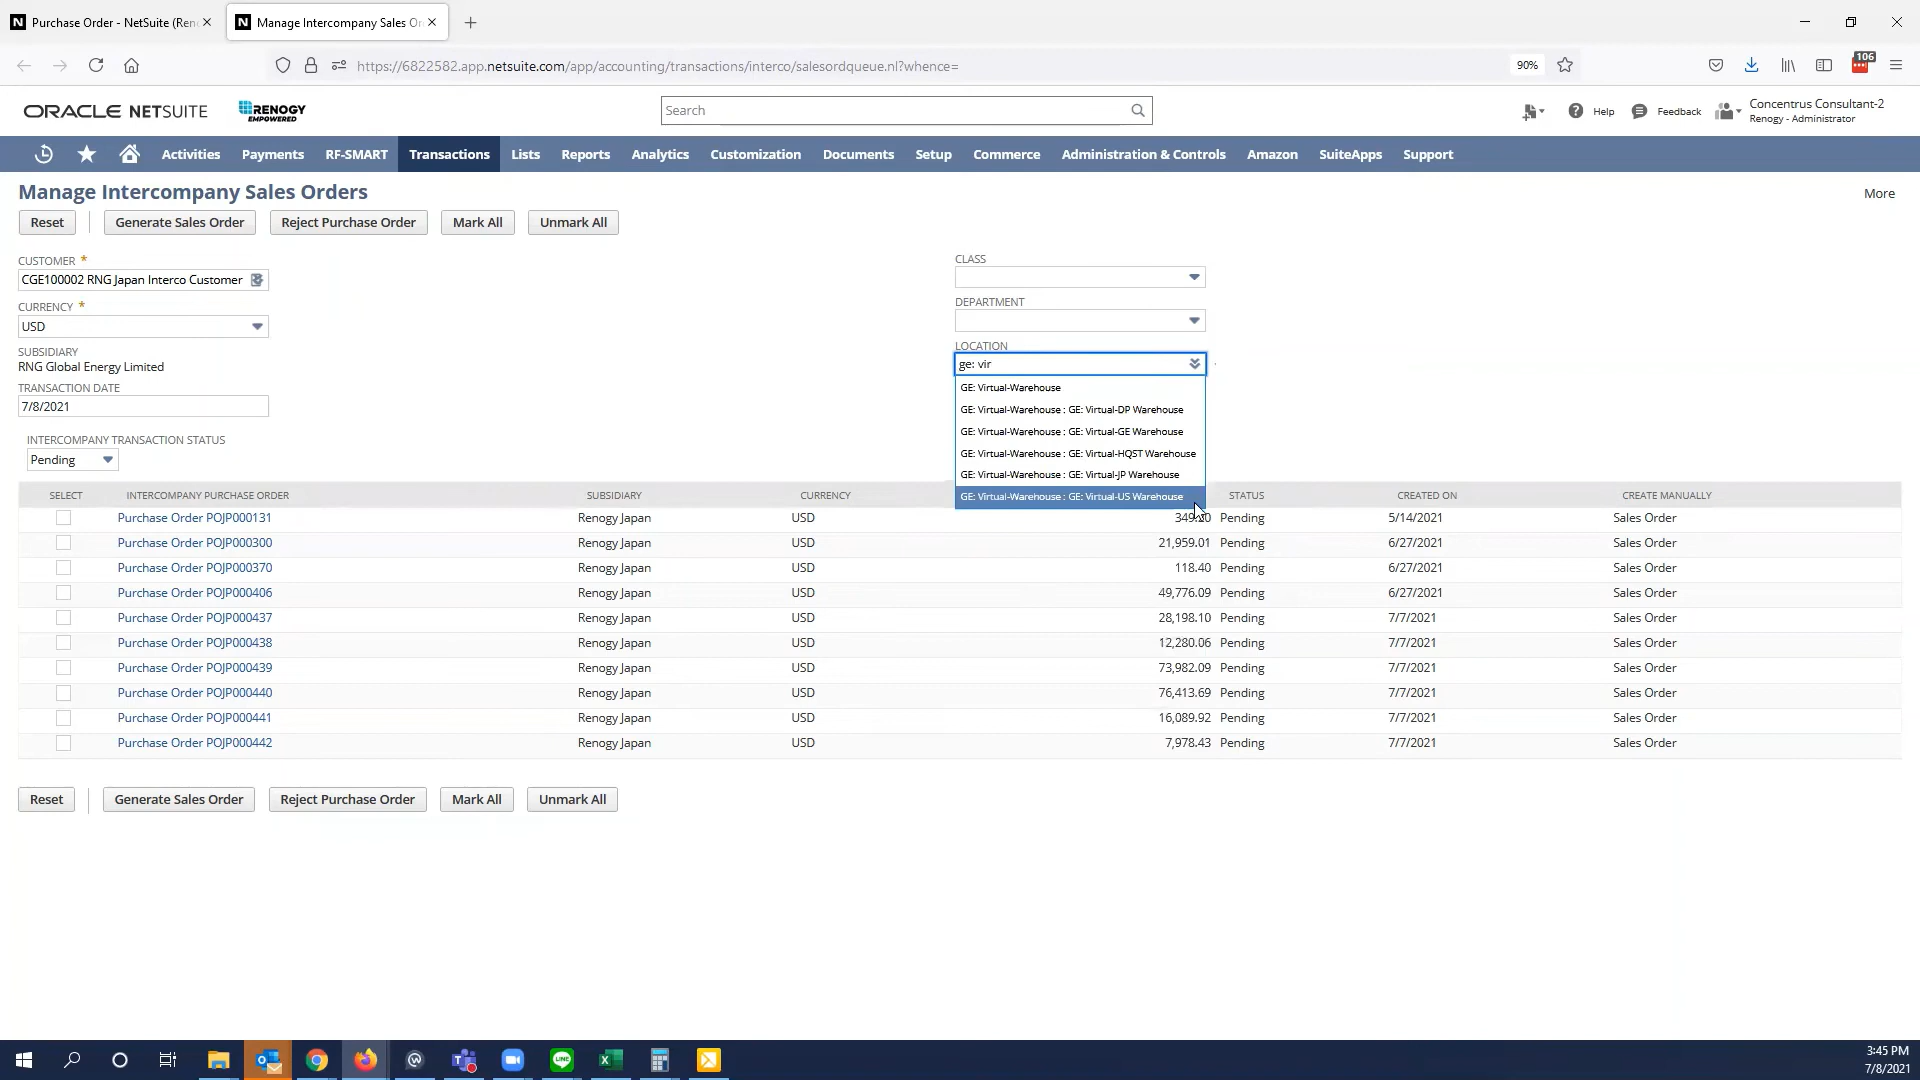 Purchase Order - NetSuite (Ren
Manage Intercompany Sales Or
https://6822582.app.netsuite.com/app/accounting/transactions/interco/salesordqueue.nl?whence=
90%
106
ORACLE NETSUITE
RENOGY
EMPOWERED
Search
Help
Feedback
Concentrus Consultant-2
Renogy - Administrator
Activities
Payments
RF-SMART
Transactions
Lists
Reports
Analytics
Customization
Documents
Setup
Commerce
Administration & Controls
Amazon
SuiteApps
Support
Manage Intercompany Sales Orders
More
Reset
Generate Sales Order
Reject Purchase Order
Mark All
Unmark All
CUSTOMER *
CGE100002 RNG Japan Interco Customer
CURRENCY *
USD
SUBSIDIARY
RNG Global Energy Limited
TRANSACTION DATE
7/8/2021
INTERCOMPANY TRANSACTION STATUS
Pending
CLASS
DEPARTMENT
LOCATION
ge: vir
GE: Virtual-Warehouse
GE: Virtual-Warehouse : GE: Virtual-DP Warehouse
GE: Virtual-Warehouse : GE: Virtual-GE Warehouse
GE: Virtual-Warehouse : GE: Virtual-HQST Warehouse
GE: Virtual-Warehouse : GE: Virtual-JP Warehouse
GE: Virtual-Warehouse : GE: Virtual-US Warehouse
SELECT INTERCOMPANY PURCHASE ORDER SUBSIDIARY CURRENCY STATUS CREATED ON CREATE MANUALLY
Purchase Order POJP000131 Renogy Japan USD Pending 5/14/2021 Sales Order
Purchase Order POJP000300 Renogy Japan USD 21,959.01 Pending 6/27/2021 Sales Order
Purchase Order POJP000370 Renogy Japan USD 118.40 Pending 6/27/2021 Sales Order
Purchase Order POJP000406 Renogy Japan USD 49,776.09 Pending 6/27/2021 Sales Order
Purchase Order POJP000437 Renogy Japan USD 28,198.10 Pending 7/7/2021 Sales Order
Purchase Order POJP000438 Renogy Japan USD 12,280.06 Pending 7/7/2021 Sales Order
Purchase Order POJP000439 Renogy Japan USD 73,982.09 Pending 7/7/2021 Sales Order
Purchase Order POJP000440 Renogy Japan USD 76,413.69 Pending 7/7/2021 Sales Order
Purchase Order POJP000441 Renogy Japan USD 16,089.92 Pending 7/7/2021 Sales Order
Purchase Order POJP000442 Renogy Japan USD 7,978.43 Pending 7/7/2021 Sales Order
Reset
Generate Sales Order
Reject Purchase Order
Mark All
Unmark All
3:45 PM
7/8/2021